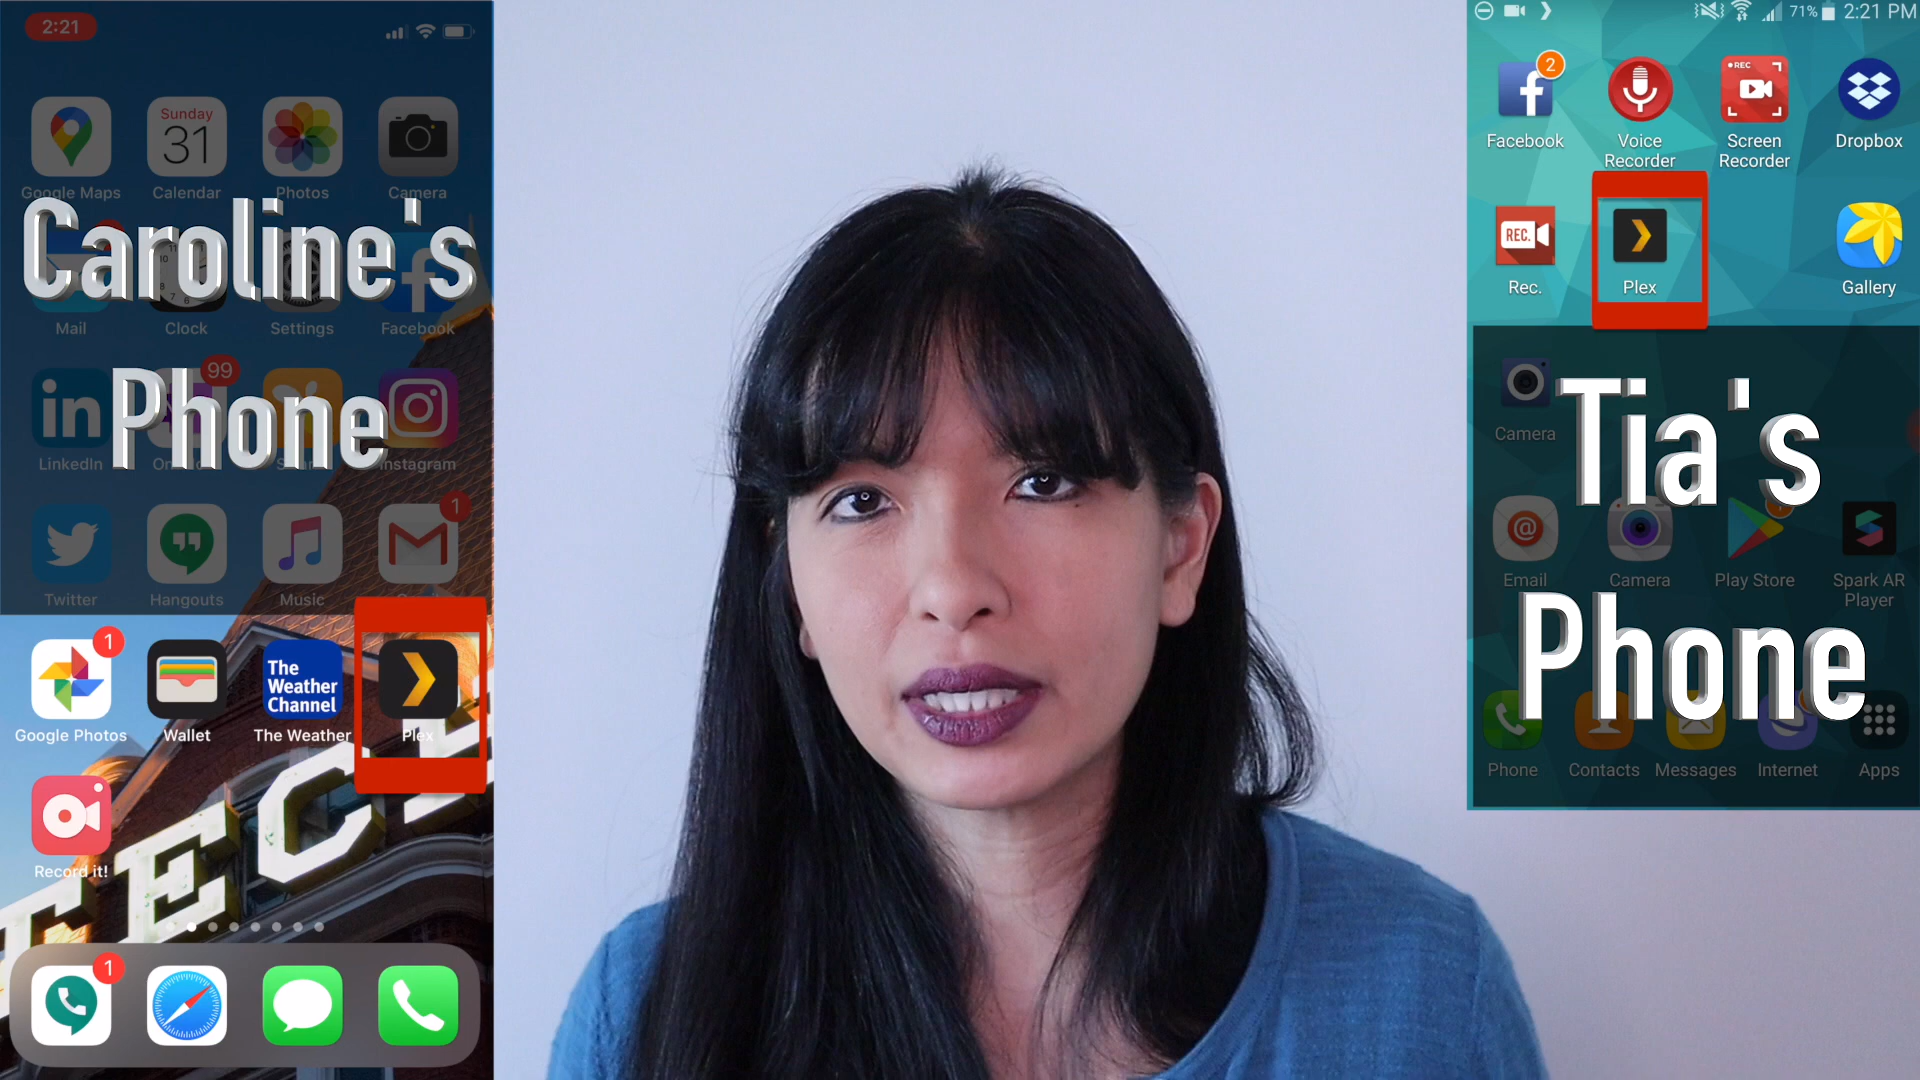 2:21
Sunday
31
Google Maps
Calendar
Photos
Camera
Caroline's
Mail
Clock
Settings
Facebook
99
in
Phone
LinkedIn
Instagram
1
Twitter
Hangouts
Music
1
The
Weather
Channel
Google Photos
Wallet
The Weather
Plex
Record it!
TECH
1
71% 2:21 PM
2
REC
Facebook
Voice
Recorder
Screen
Recorder
Dropbox
REC.
Rec.
Plex
Gallery
Camera
Tia's
Email
Camera
Play Store
Spark AR
Player
Phone
Phone
Contacts
Messages
Internet
Apps